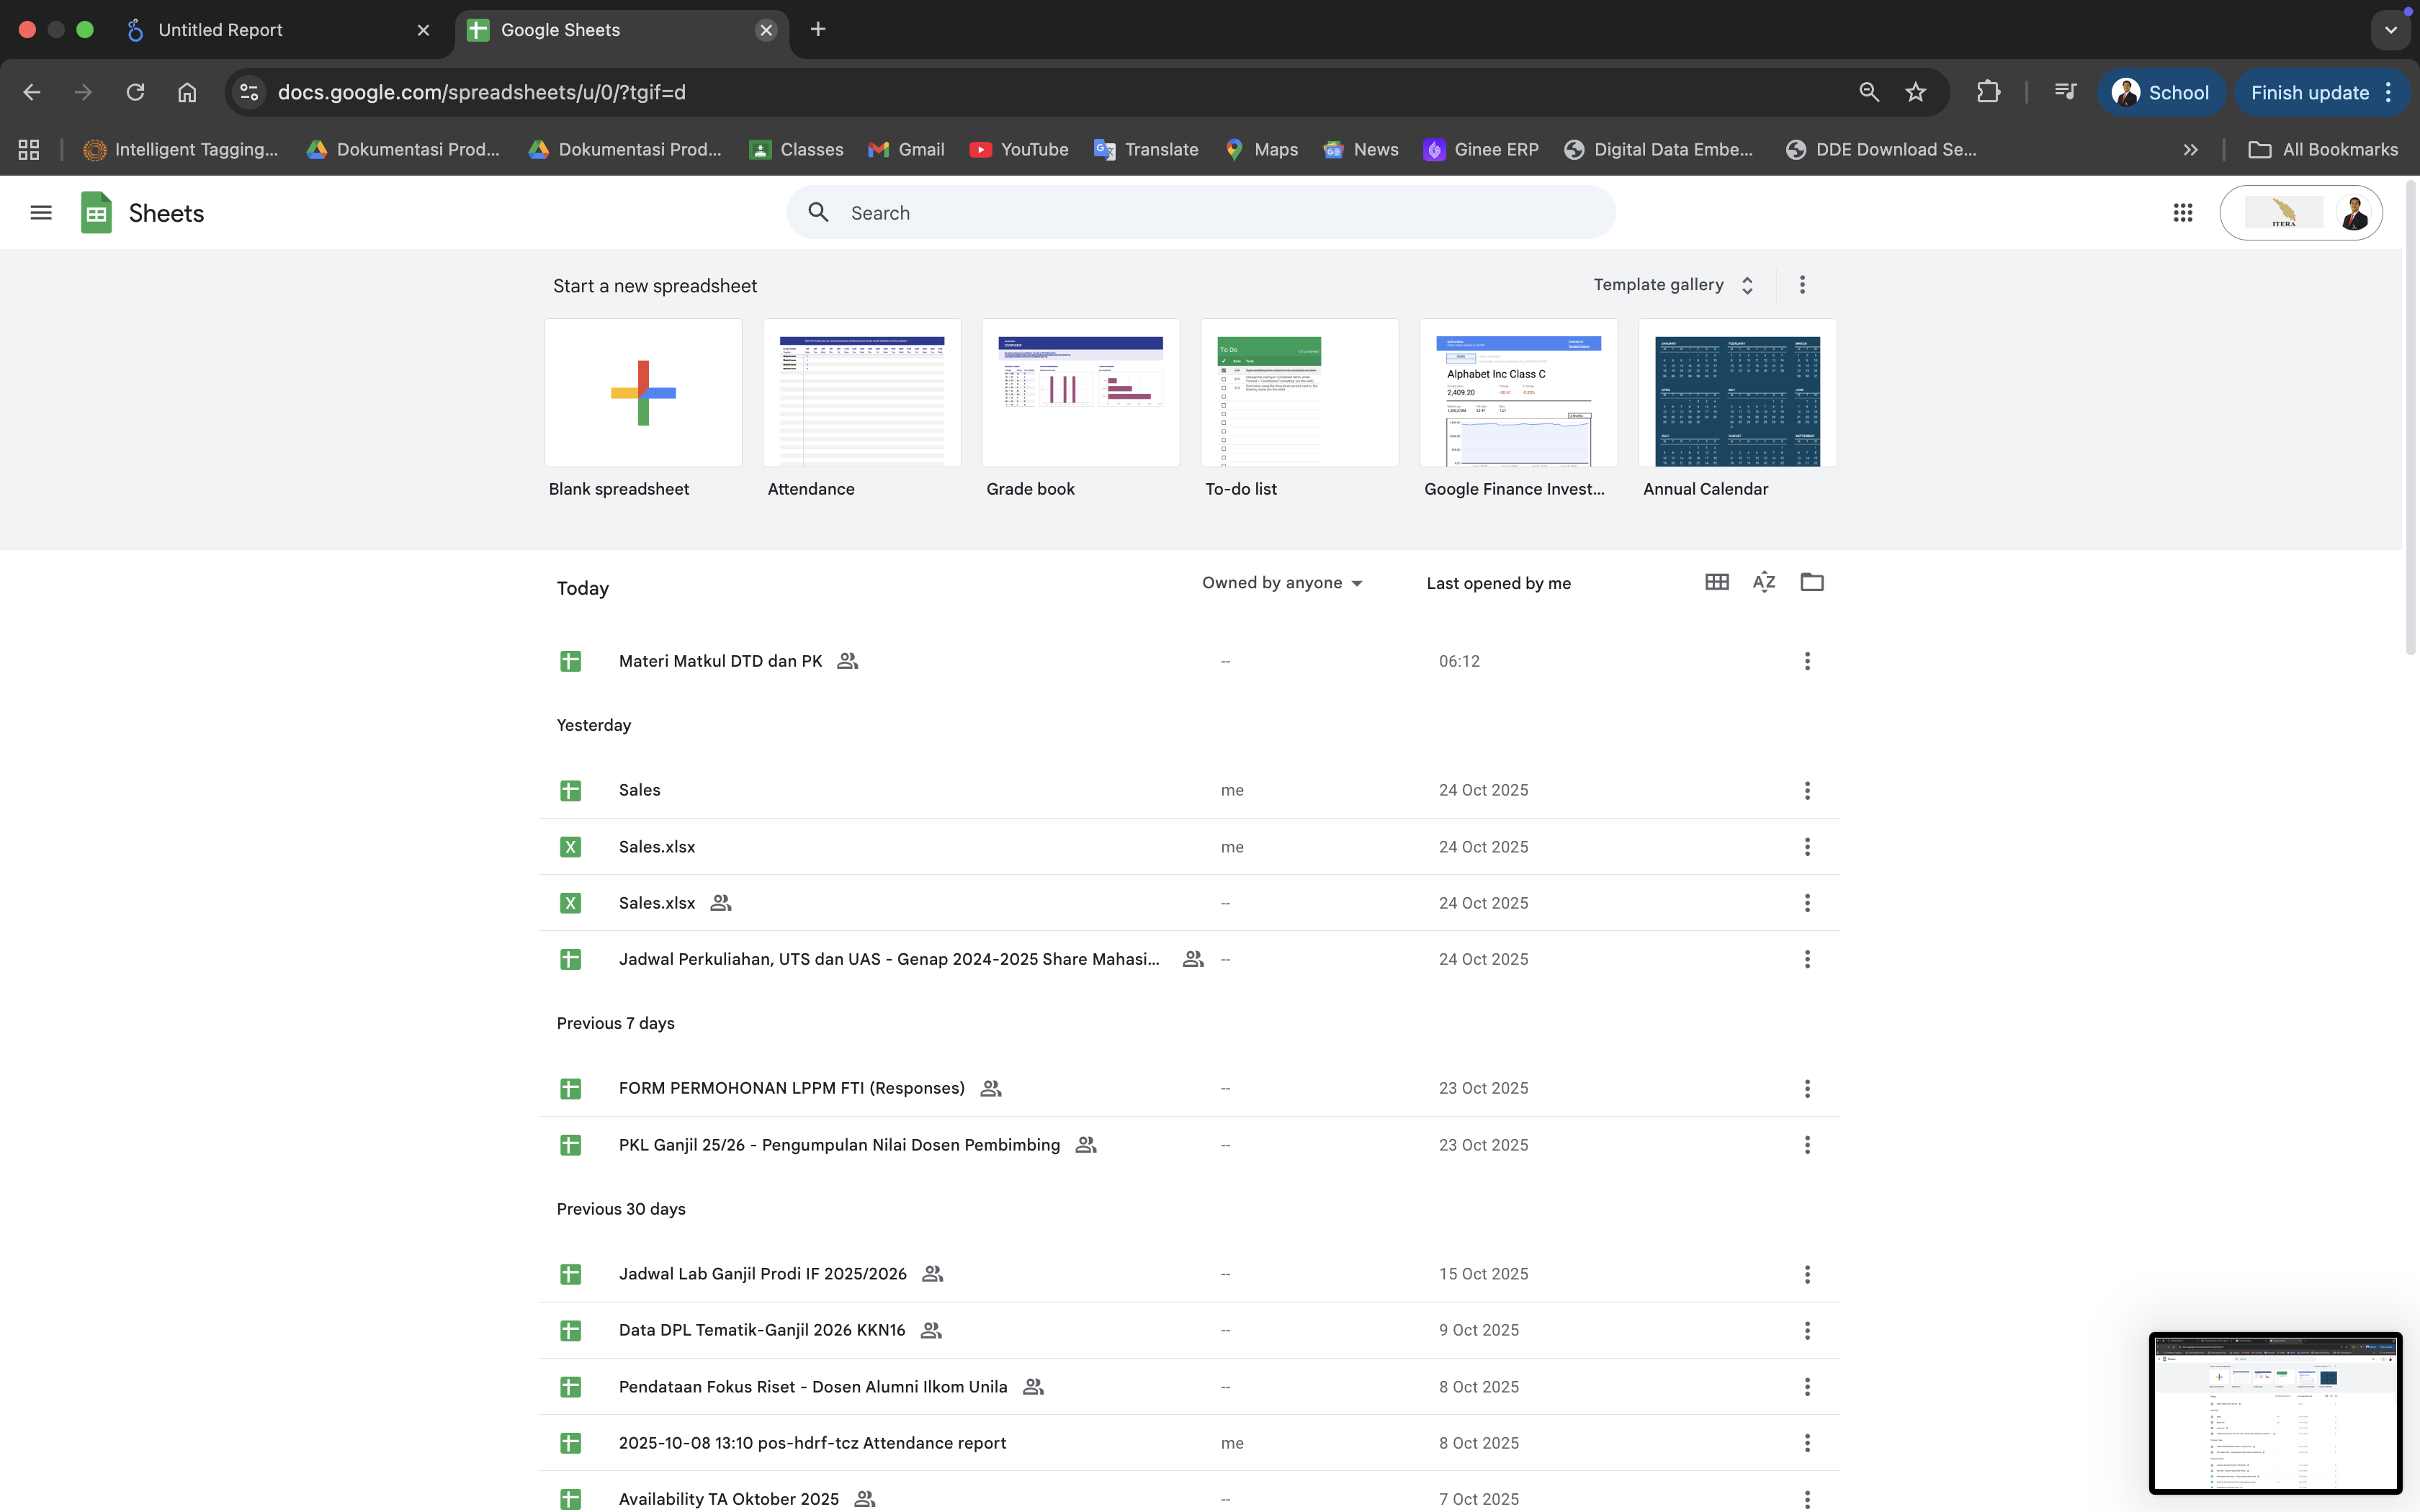 Untitled Report
Google Sheets
docs.google.com/spreadsheets/u/0/?tgif=d
School
Finish update
Intelligent Tagging...
Dokumentasi Prod...
Dokumentasi Prod...
Classes
Gmail
YouTube
Translate
Maps
News
Ginee ERP
Digital Data Embe...
DDE Download Se...
All Bookmarks
Sheets
Search
ITERA
Start a new spreadsheet
Template gallery
To Do
Alphabet Inc Class C
2,409.20
Blank spreadsheet
Attendance
Grade book
To-do list
Google Finance Invest...
Annual Calendar
Today
Owned by anyone
Last opened by me
Materi Matkul DTD dan PK -- 06:12
Yesterday
Sales me 24 Oct 2025
Sales.xlsx me 24 Oct 2025
Sales.xlsx -- 24 Oct 2025
Jadwal Perkuliahan, UTS dan UAS - Genap 2024-2025 Share Mahasi... -- 24 Oct 2025
Previous 7 days
FORM PERMOHONAN LPPM FTI (Responses) -- 23 Oct 2025
PKL Ganjil 25/26 - Pengumpulan Nilai Dosen Pembimbing -- 23 Oct 2025
Previous 30 days
Jadwal Lab Ganjil Prodi IF 2025/2026 -- 15 Oct 2025
Data DPL Tematik-Ganjil 2026 KKN16 -- 9 Oct 2025
Pendataan Fokus Riset - Dosen Alumni Ilkom Unila -- 8 Oct 2025
2025-10-08 13:10 pos-hdrf-tcz Attendance report me 8 Oct 2025
Availability TA Oktober 2025 -- 7 Oct 2025